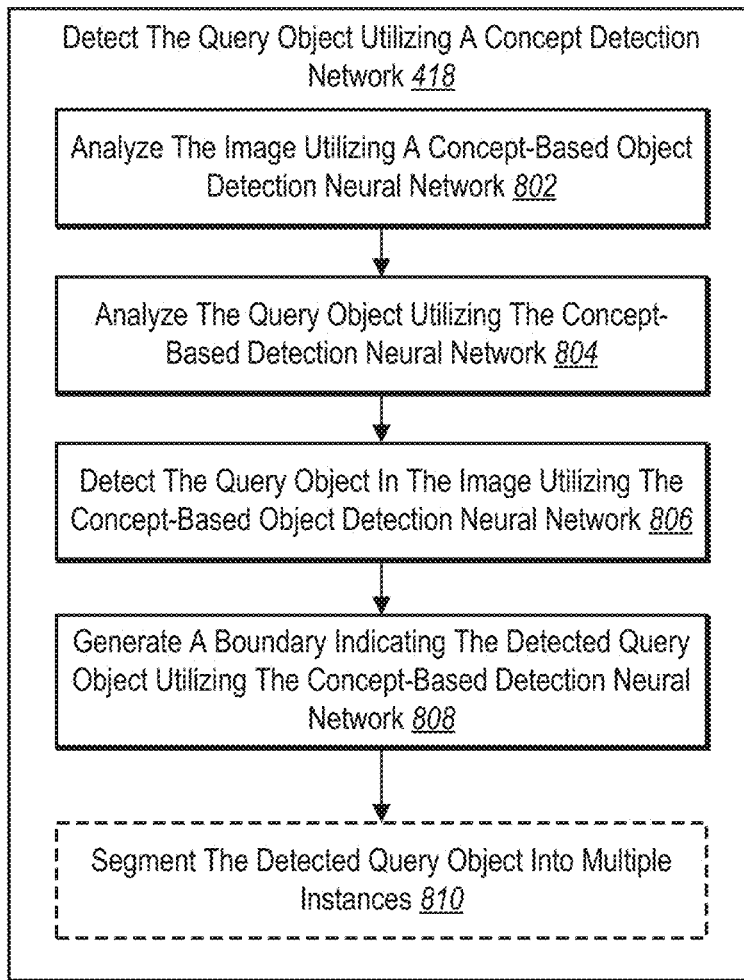 Detect The Query Object Utilizing A Concept Detection
Network 418
Analyze The Image Utilizing A Concept-Based Object
Detection Neural Network 802
Analyze The Query Object Utilizing The Concept-
Based Detection Neural Network 804
Detect The Query Object In The Image Utilizing The
Concept-Based Object Detection Neural Network 806
Generate A Boundary Indicating The Detected Query
Object Utilizing The Concept-Based Detection Neural
Network 808
Segment The Detected Query Object Into Multiple
Instances 810